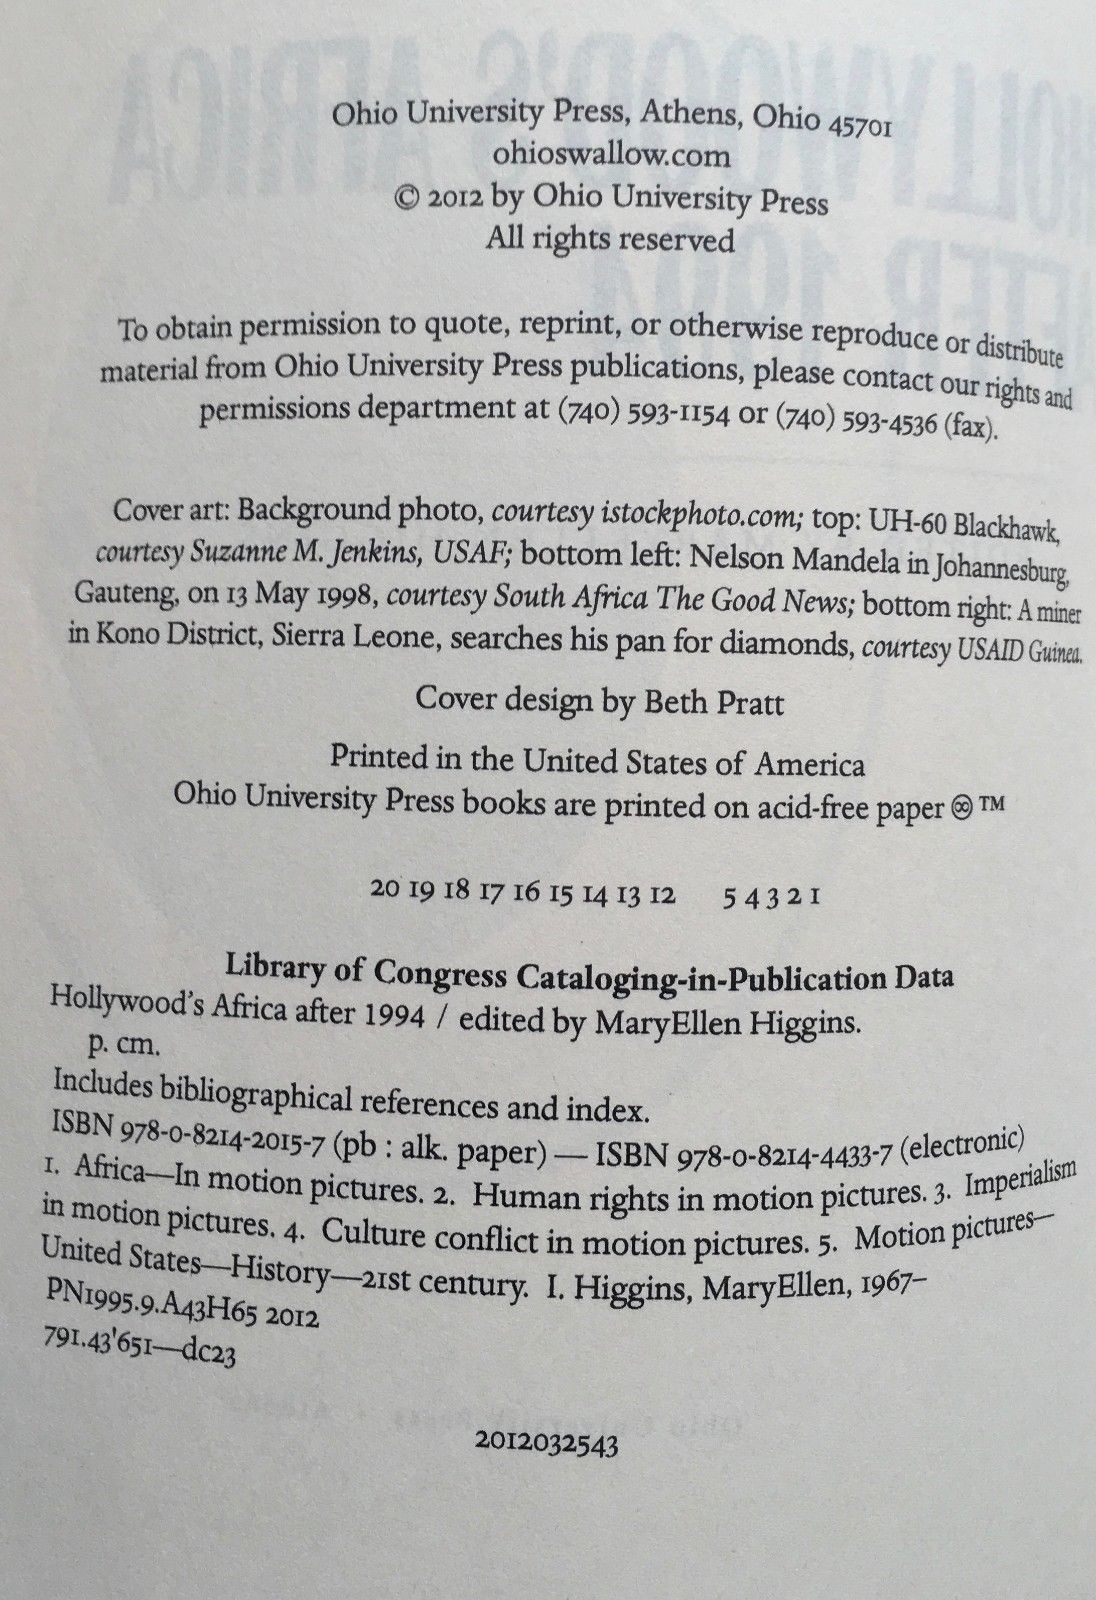 Ohio University Press, Athens, Ohio 45701
ohioswallow.com
© 2012 by Ohio University Press
All rights reserved
To obtain permission to quote, reprint, or otherwise reproduce or distribute
material from Ohio University Press publications, please contact our rights and
permissions department at (740) 593-1154 or (740) 593-4536 (fax).
Cover art: Background photo, courtesy istockphoto.com; top: UH-60 Blackhawk,
courtesy Suzanne M. Jenkins, USAF; bottom left: Nelson Mandela in Johannesburg,
Gauteng, on 13 May 1998, courtesy South Africa The Good News; bottom right: A miner
in Kono District, Sierra Leone, searches his pan for diamonds, courtesy USAID Guinea.
Cover design by Beth Pratt
Printed in the United States of America
Ohio University Press books are printed on acid-free paper ♾ ™
20 19 18 17 16 15 14 13 12 5 4 3 2 1
Library of Congress Cataloging-in-Publication Data
Hollywood's Africa after 1994 / edited by MaryEllen Higgins.
p. cm.
Includes bibliographical references and index.
ISBN 978-0-8214-2015-7 (pb : alk. paper) — ISBN 978-0-8214-4433-7 (electronic)
1. Africa—In motion pictures. 2. Human rights in motion pictures. 3. Imperialism
in motion pictures. 4. Culture conflict in motion pictures. 5. Motion pictures—
United States—History—21st century. I. Higgins, MaryEllen, 1967–
PN1995.9.A43H65 2012
791.43'651—dc23
2012032543